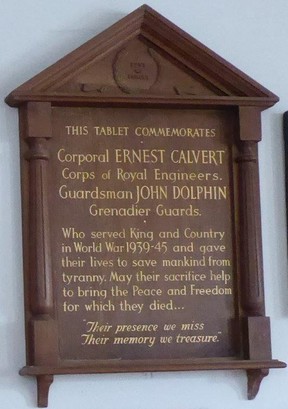 THIS TABLET COMMEMORATES
Corporal ERNEST CALVERT
Corps of Royal Engineers.
Guardsman JOHN DOLPHIN
Grenadier Guards.
Who served King and Country
in World War 1939-45 and gave
their lives to save mankind from
tyranny. May their sacrifice help
to bring the Peace and Freedom
for which they died...
"Their presence we miss
Their memory we treasure."